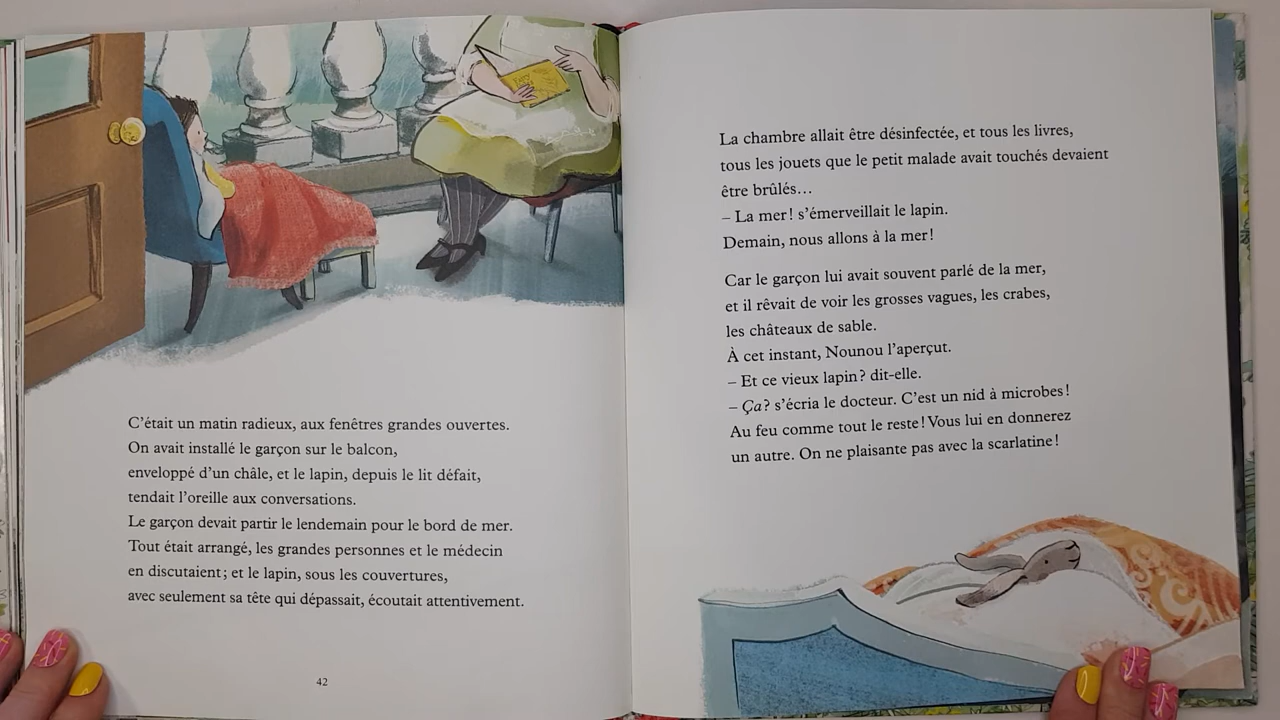 C'était un matin radieux, aux fenêtres grandes ouvertes.
On avait installé le garçon sur le balcon,
enveloppé d'un châle, et le lapin, depuis le lit défait,
tendait l'oreille aux conversations.
Le garçon devait partir le lendemain pour le bord de mer.
Tout était arrangé, les grandes personnes et le médecin
en discutaient ; et le lapin, sous les couvertures,
avec seulement sa tête qui dépassait, écoutait attentivement.
42
La chambre allait être désinfectée, et tous les livres,
tous les jouets que le petit malade avait touchés devaient
être brûlés…
– La mer ! s'émerveillait le lapin.
Demain, nous allons à la mer !
Car le garçon lui avait souvent parlé de la mer,
et il rêvait de voir les grosses vagues, les crabes,
les châteaux de sable.
À cet instant, Nounou l'aperçut.
– Et ce vieux lapin ? dit-elle.
– Ça ? s'écria le docteur. C'est un nid à microbes !
Au feu comme tout le reste ! Vous lui en donnerez
un autre. On ne plaisante pas avec la scarlatine !